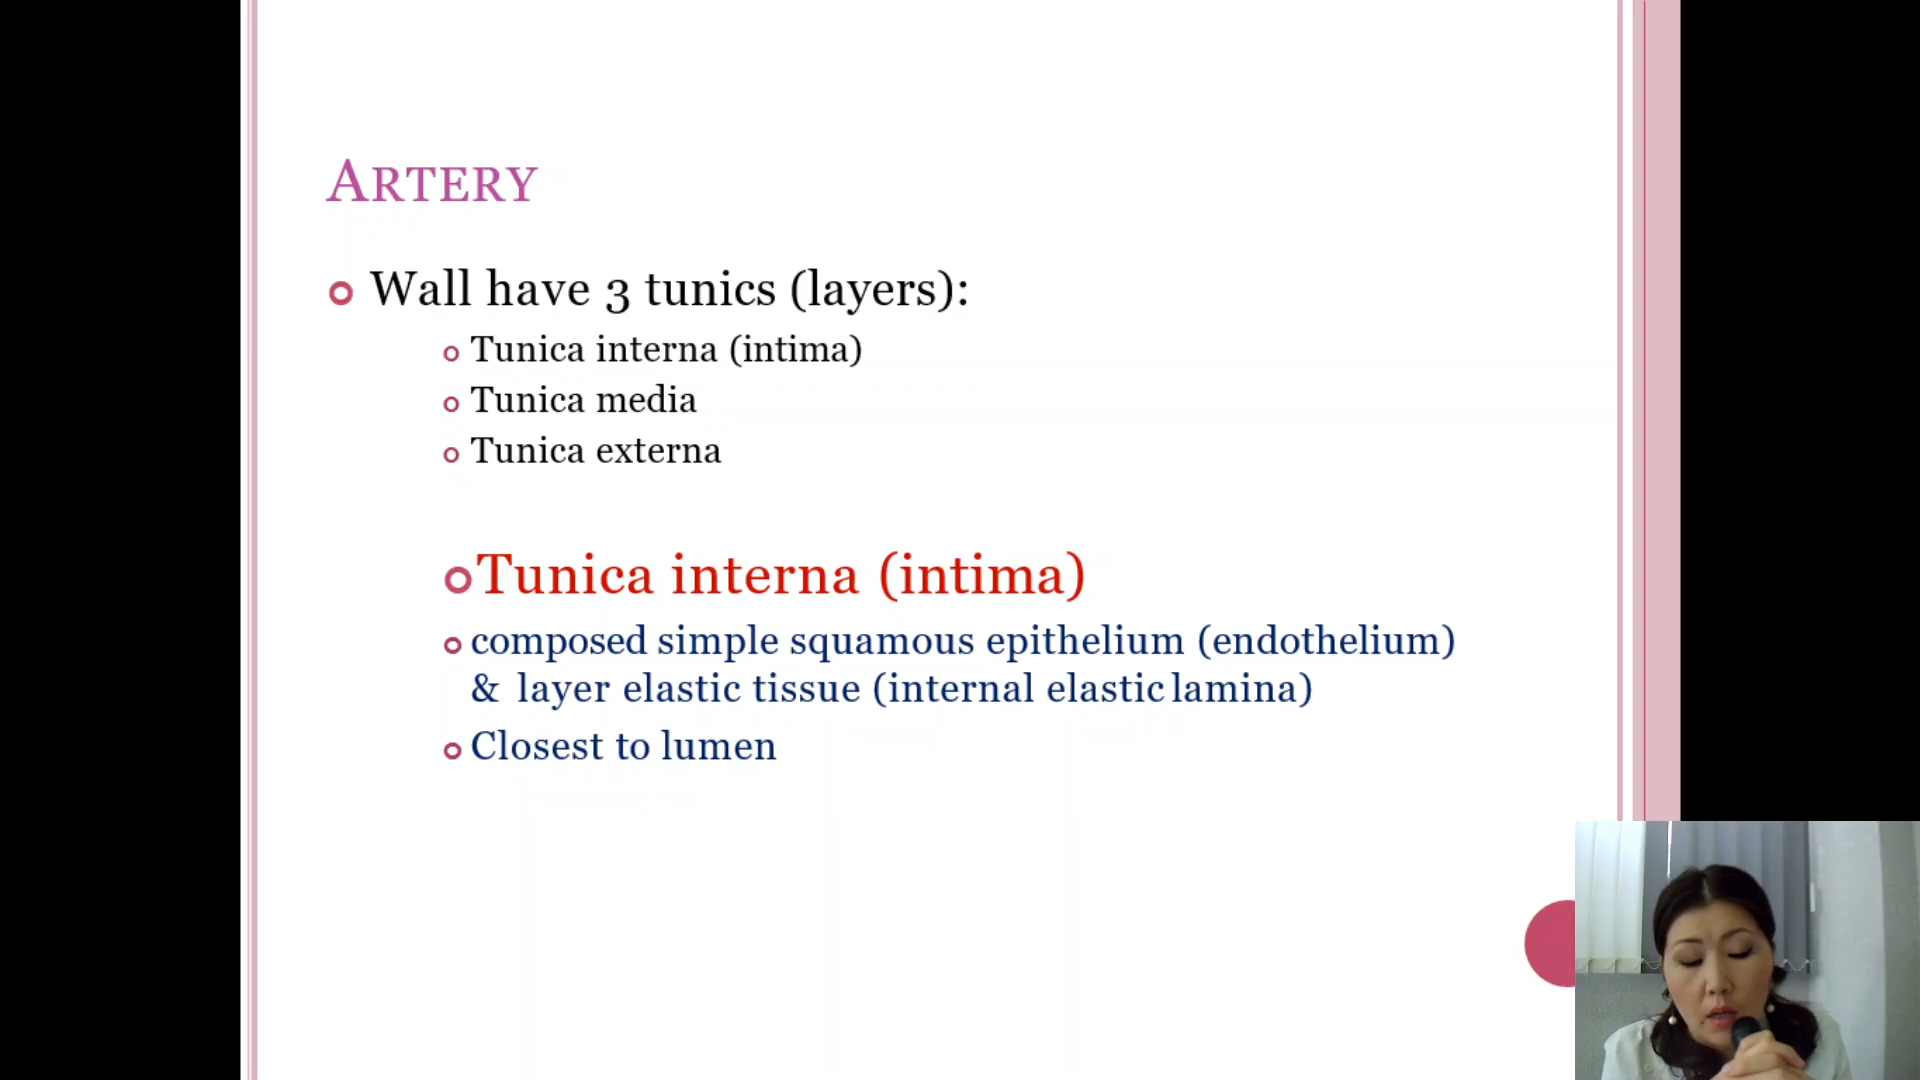 ARTERY
Wall have 3 tunics (layers):
Tunica interna (intima)
Tunica media
Tunica externa
Tunica interna (intima)
composed simple squamous epithelium (endothelium)
& layer elastic tissue (internal elastic lamina)
Closest to lumen